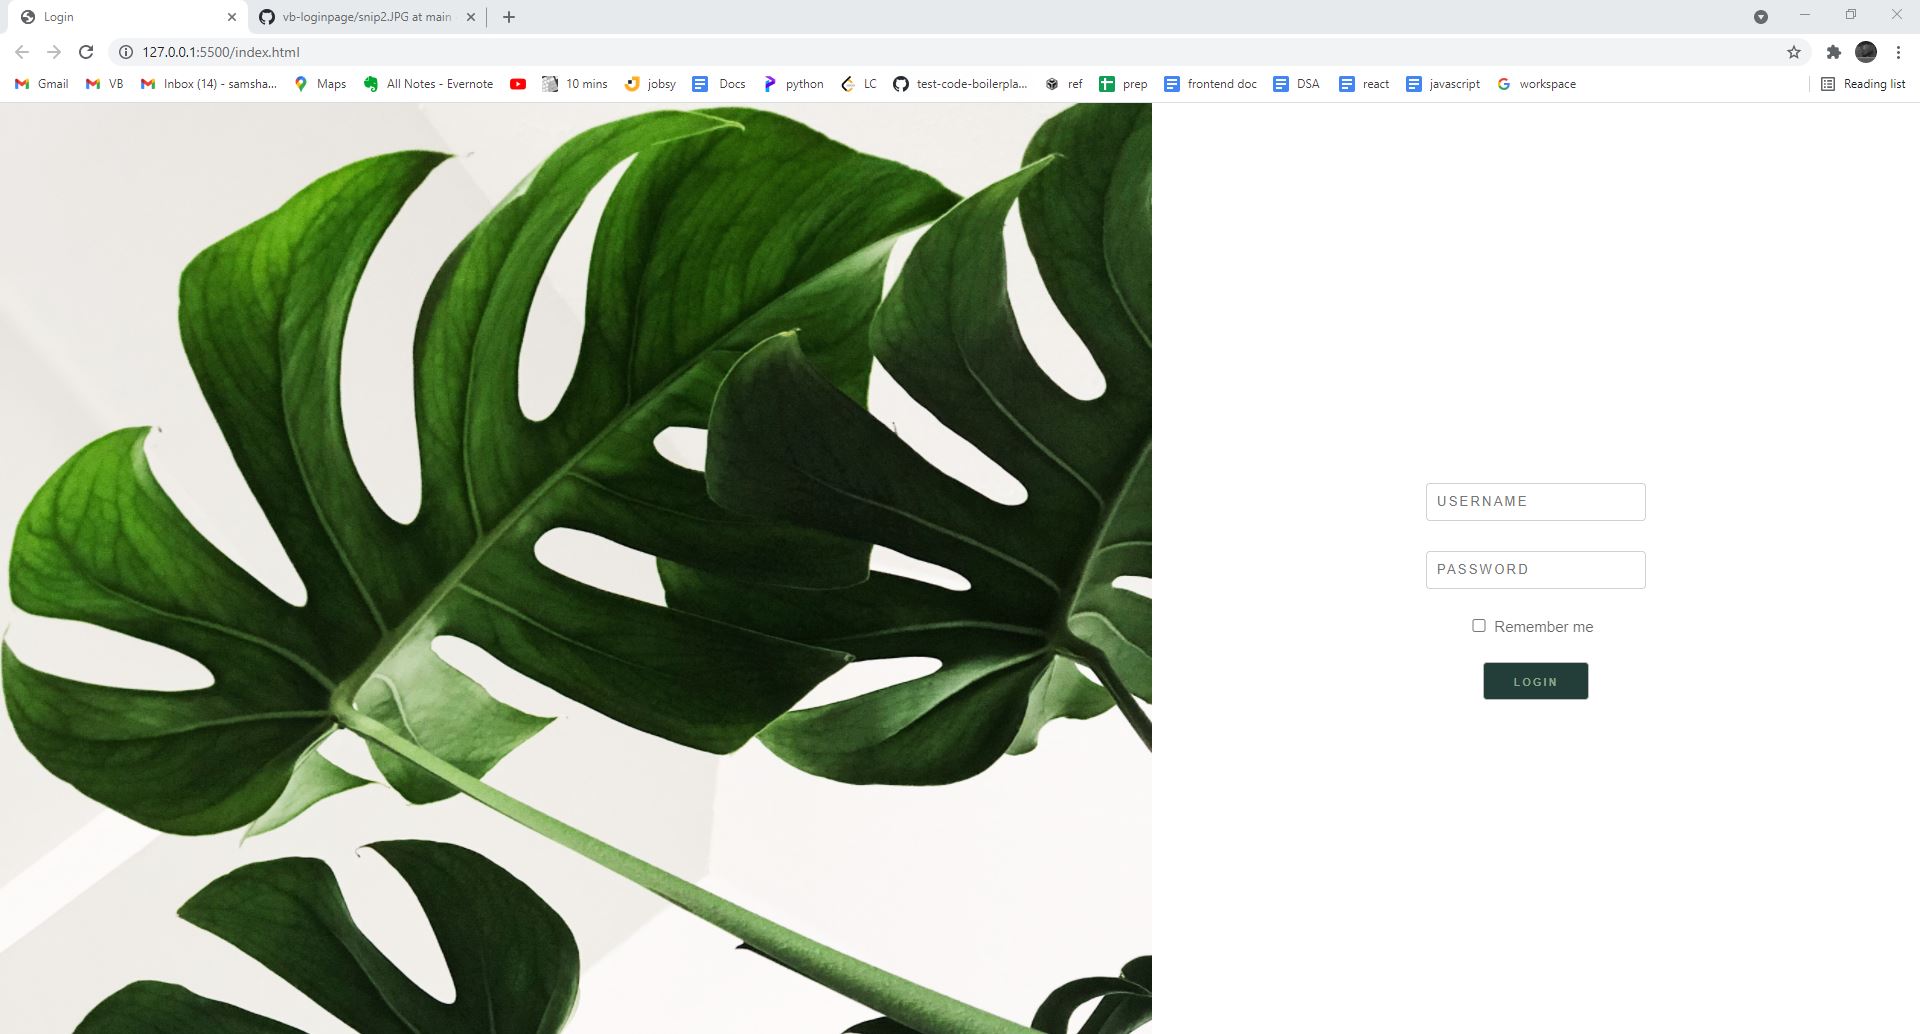 Login
vb-loginpage/snip2.JPG at main
127.0.0.1:5500/index.html
Gmail VB Inbox (14) - samsha... Maps All Notes - Evernote 10 mins jobsy Docs python LC test-code-boilerpla... ref prep frontend doc DSA react javascript workspace Reading list
USERNAME
PASSWORD
Remember me
LOGIN